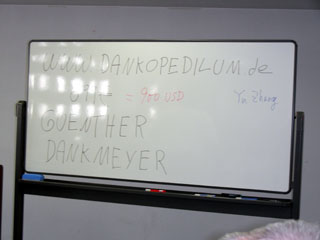 www DANKOPEDILUM.de
= 900 USD Yu Zhang
GUENTHER
DANKMEYER